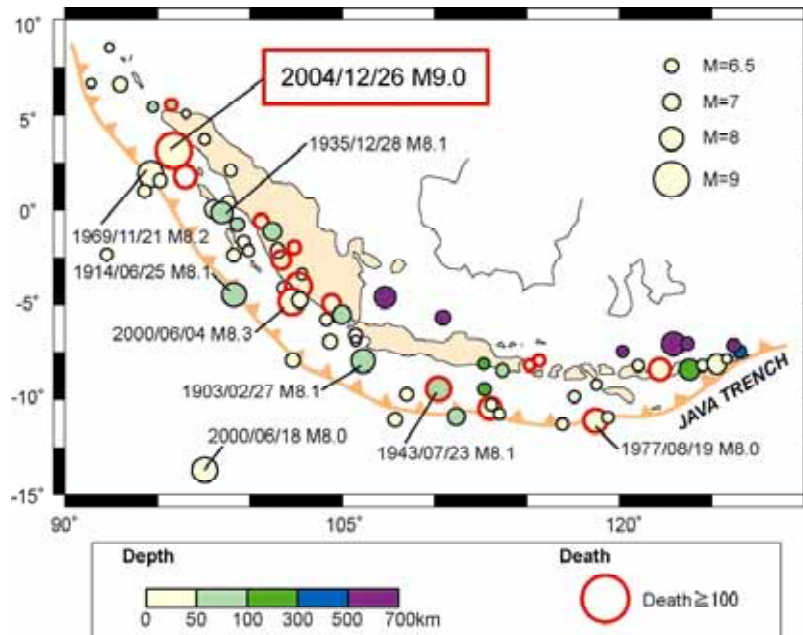 10°
5°
0°
-5°
-10°
-15°
90°
105°
120°
2004/12/26 M9.0
1935/12/28 M8.1
1969/11/21 M8.2
1914/06/25 M8.1
2000/06/04 M8.3
1903/02/27 M8.1
2000/06/18 M8.0
1943/07/23 M8.1
1977/08/19 M8.0
JAVA TRENCH
M=6.5
M=7
M=8
M=9
Depth
0 50 100 300 500 700km
Death
Death≧100